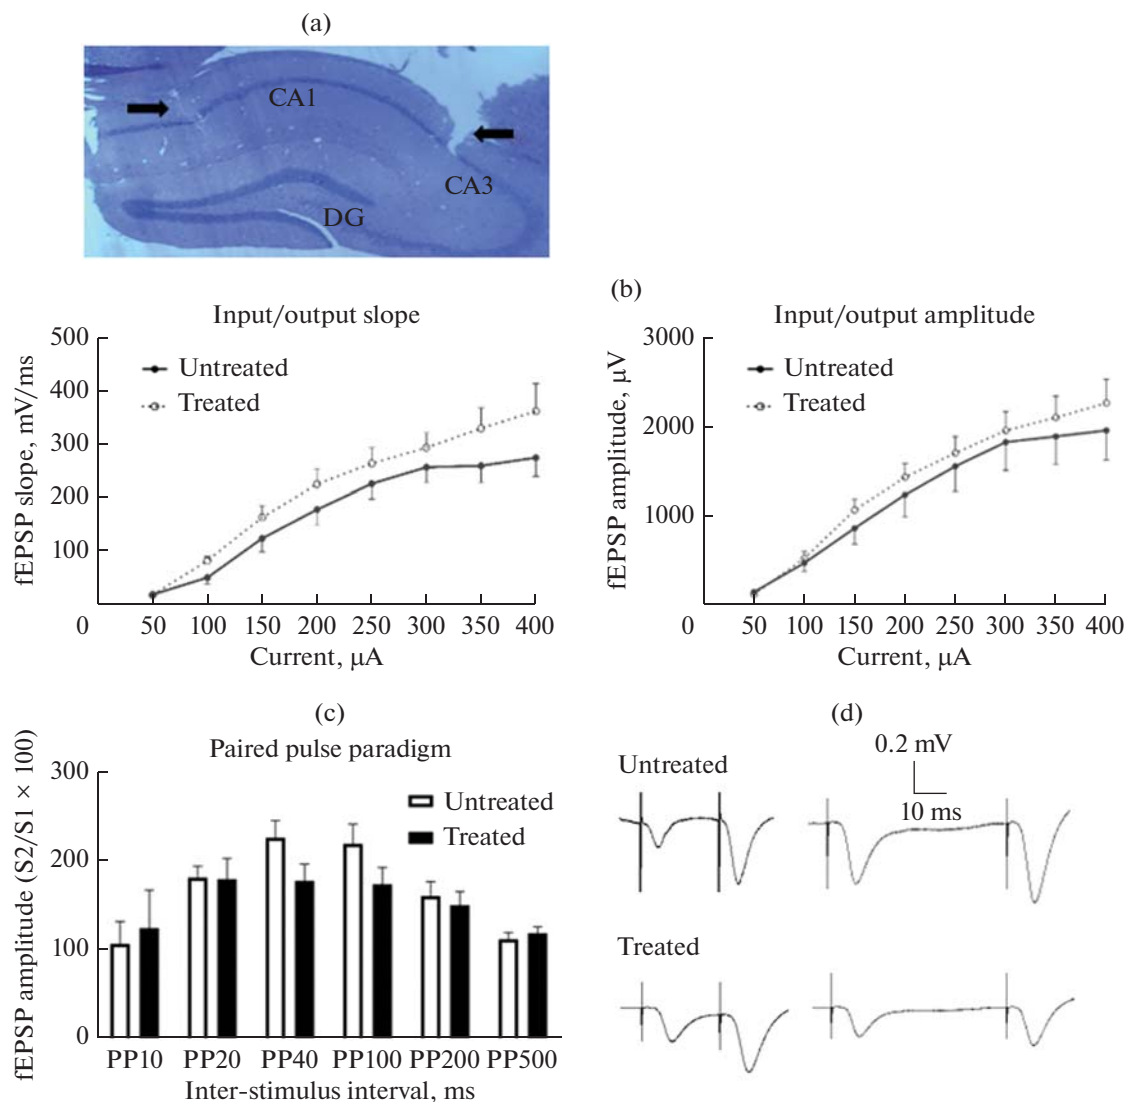 (a)
CA1
CA3
DG
(b)
Input/output slope
fEPSP slope, mV/ms
500
400
300
200
100
0
50 100 150 200 250 300 350 400
Current, μA
Untreated
Treated
Input/output amplitude
fEPSP amplitude, μV
3000
2000
1000
0
50 100 150 200 250 300 350 400
Current, μA
Untreated
Treated
(c)
Paired pulse paradigm
fEPSP amplitude (S2/S1 × 100)
300
200
100
0
PP10 PP20 PP40 PP100 PP200 PP500
Inter-stimulus interval, ms
Untreated
Treated
(d)
0.2 mV
10 ms
Untreated
Treated